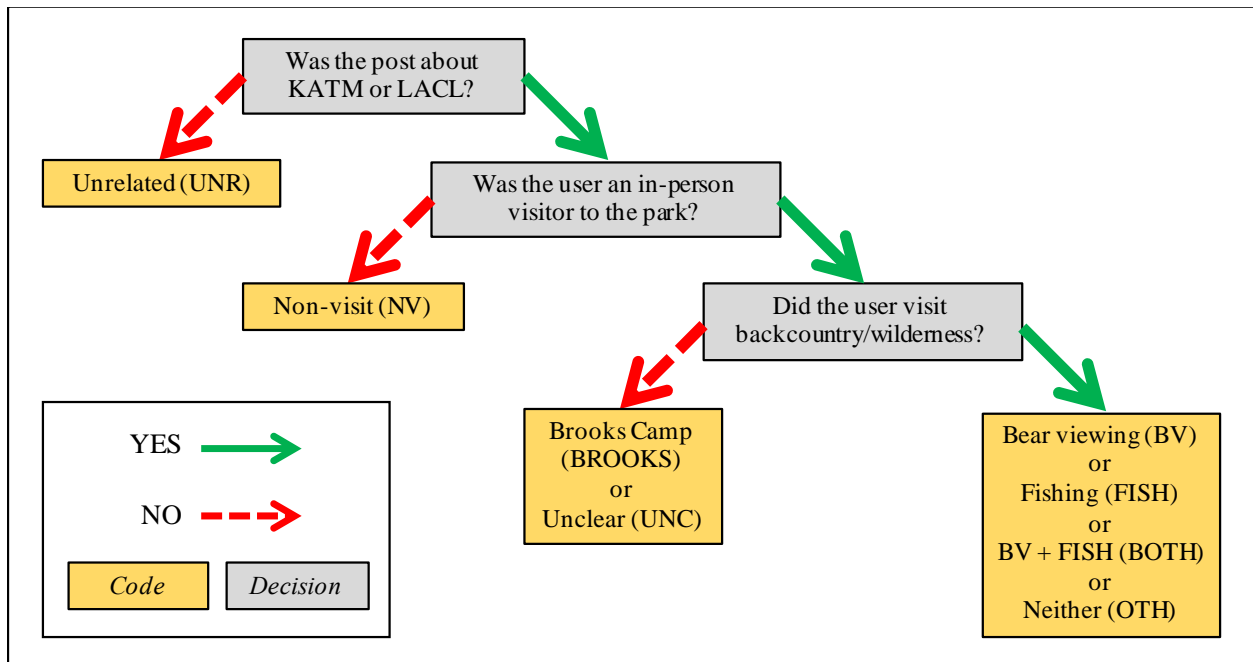 Was the post about
KATM or LACL?
Unrelated (UNR)
Was the user an in-person
visitor to the park?
Non-visit (NV)
Did the user visit
backcountry/wilderness?
Brooks Camp
(BROOKS)
or
Unclear (UNC)
Bear viewing (BV)
or
Fishing (FISH)
or
BV + FISH (BOTH)
or
Neither (OTH)
YES
NO
Code
Decision